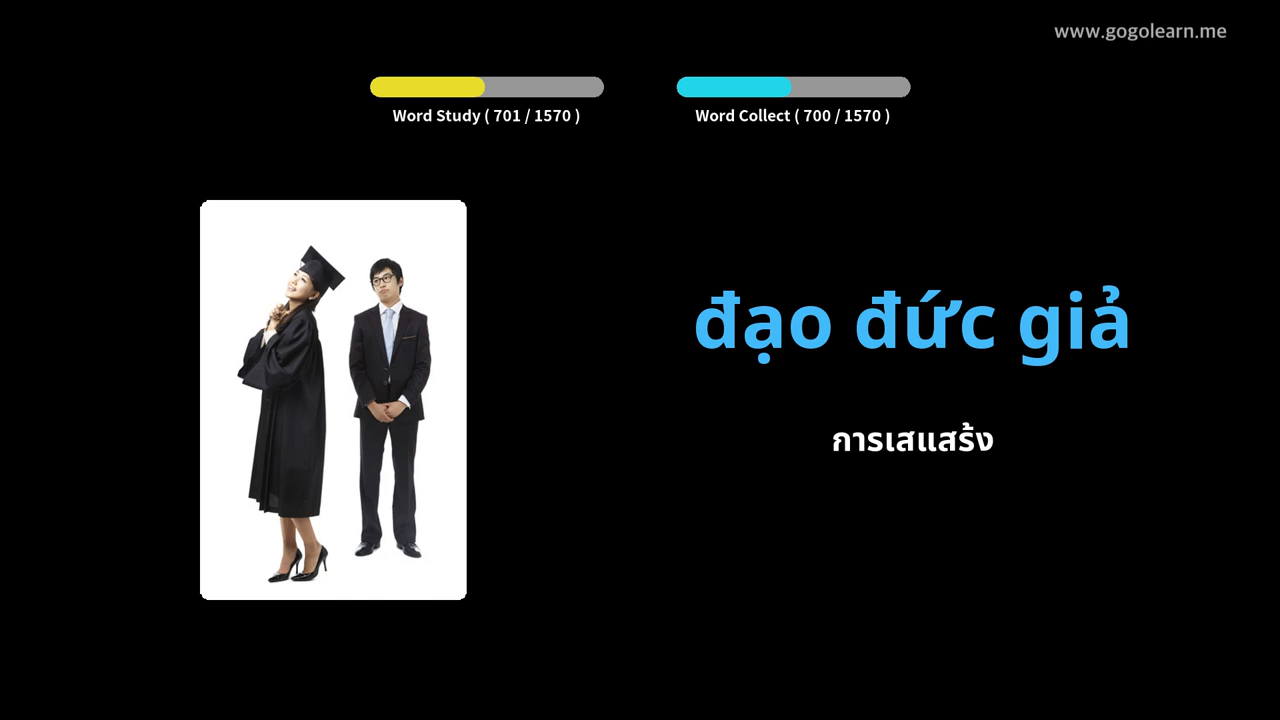 www.gogolearn.me
Word Study ( 701 / 1570 )
Word Collect ( 700 / 1570 )
đạo đức giả
การเสแสร้ง